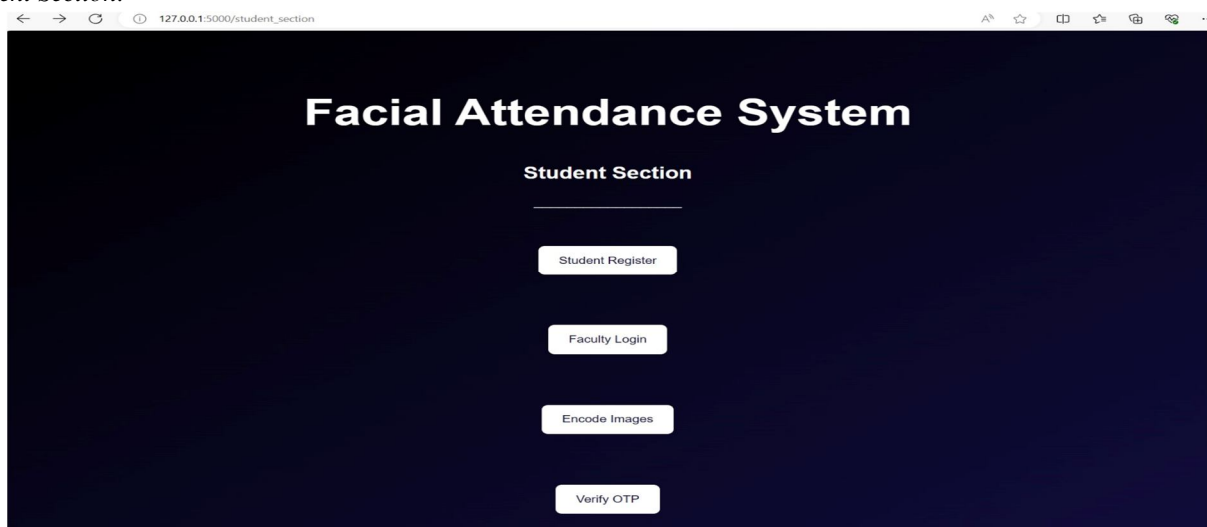 Section.
127.0.0.1:5000/student_section
Facial Attendance System
Student Section
Student Register
Faculty Login
Encode Images
Verify OTP